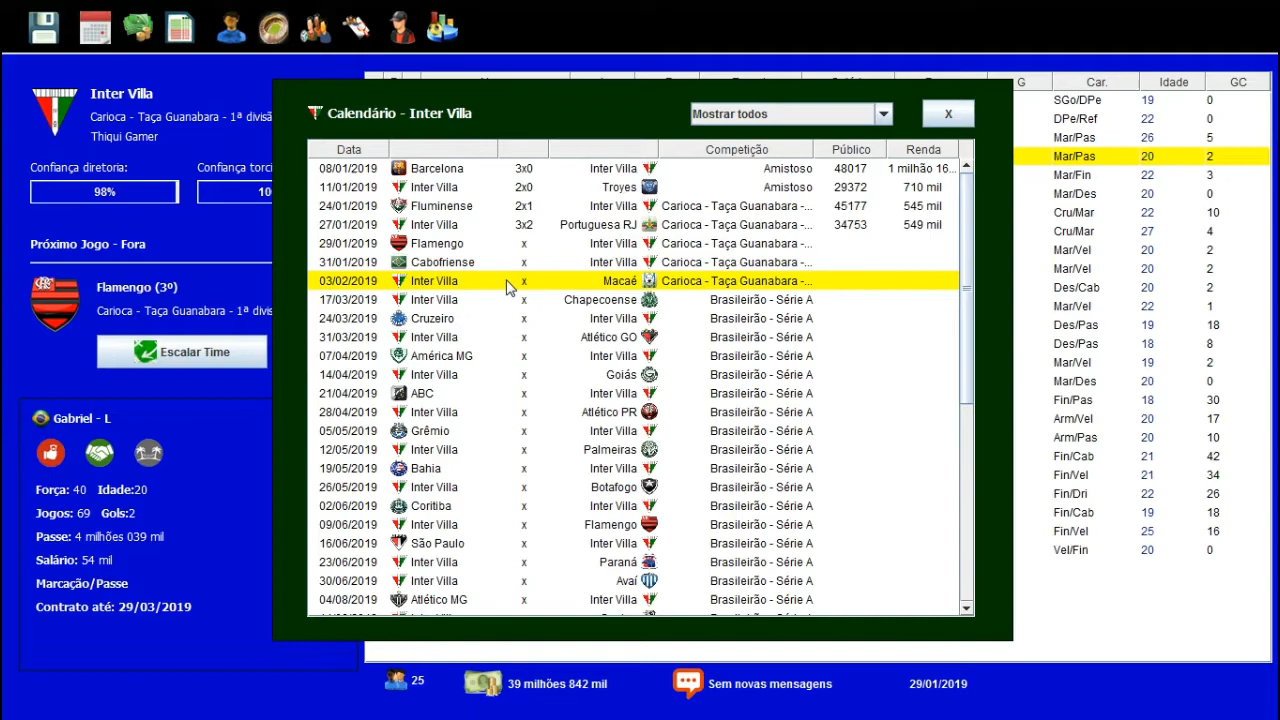 Inter Villa
Carioca - Taça Guanabara - 1ª divisã
Thiqui Gamer
Confiança diretoria: Confiança torci
98% 10
Próximo Jogo - Fora
Flamengo (3º)
Carioca - Taça Guanabara - 1ª divisã
Escalar Time
Gabriel - L
Força: 40 Idade:20
Jogos: 69 Gols:2
Passe: 4 milhões 039 mil
Salário: 54 mil
Marcação/Passe
Contrato até: 29/03/2019
Calendário - Inter Villa Mostrar todos X
Data Competição Público Renda
08/01/2019 Barcelona 3x0 Inter Villa Amistoso 48017 1 milhão 16...
11/01/2019 Inter Villa 2x0 Troyes Amistoso 29372 710 mil
24/01/2019 Fluminense 2x1 Inter Villa Carioca - Taça Guanabara -... 45177 545 mil
27/01/2019 Inter Villa 3x2 Portuguesa RJ Carioca - Taça Guanabara -... 34753 549 mil
29/01/2019 Flamengo x Inter Villa Carioca - Taça Guanabara -...
31/01/2019 Cabofriense x Inter Villa Carioca - Taça Guanabara -...
03/02/2019 Inter Villa x Macaé Carioca - Taça Guanabara -...
17/03/2019 Inter Villa x Chapecoense Brasileirão - Série A
24/03/2019 Cruzeiro x Inter Villa Brasileirão - Série A
31/03/2019 Inter Villa x Atlético GO Brasileirão - Série A
07/04/2019 América MG x Inter Villa Brasileirão - Série A
14/04/2019 Inter Villa x Goiás Brasileirão - Série A
21/04/2019 ABC x Inter Villa Brasileirão - Série A
28/04/2019 Inter Villa x Atlético PR Brasileirão - Série A
05/05/2019 Grêmio x Inter Villa Brasileirão - Série A
12/05/2019 Inter Villa x Palmeiras Brasileirão - Série A
19/05/2019 Bahia x Inter Villa Brasileirão - Série A
26/05/2019 Inter Villa x Botafogo Brasileirão - Série A
02/06/2019 Coritiba x Inter Villa Brasileirão - Série A
09/06/2019 Inter Villa x Flamengo Brasileirão - Série A
16/06/2019 São Paulo x Inter Villa Brasileirão - Série A
23/06/2019 Inter Villa x Paraná Brasileirão - Série A
30/06/2019 Inter Villa x Avaí Brasileirão - Série A
04/08/2019 Atlético MG x Inter Villa Brasileirão - Série A
G Car. Idade GC
SGo/DPe 19 0
DPe/Ref 22 0
Mar/Pas 26 5
Mar/Pas 20 2
Mar/Fin 22 3
Mar/Des 20 0
Cru/Mar 22 10
Cru/Mar 27 4
Mar/Vel 20 2
Mar/Vel 20 2
Des/Cab 20 2
Mar/Vel 22 1
Des/Pas 19 18
Des/Pas 18 8
Mar/Vel 19 2
Mar/Des 20 0
Fin/Pas 18 30
Arm/Vel 20 17
Arm/Pas 20 10
Fin/Cab 21 42
Fin/Vel 21 34
Fin/Dri 22 26
Fin/Cab 19 18
Fin/Vel 25 16
Vel/Fin 20 0
25 39 milhões 842 mil Sem novas mensagens 29/01/2019